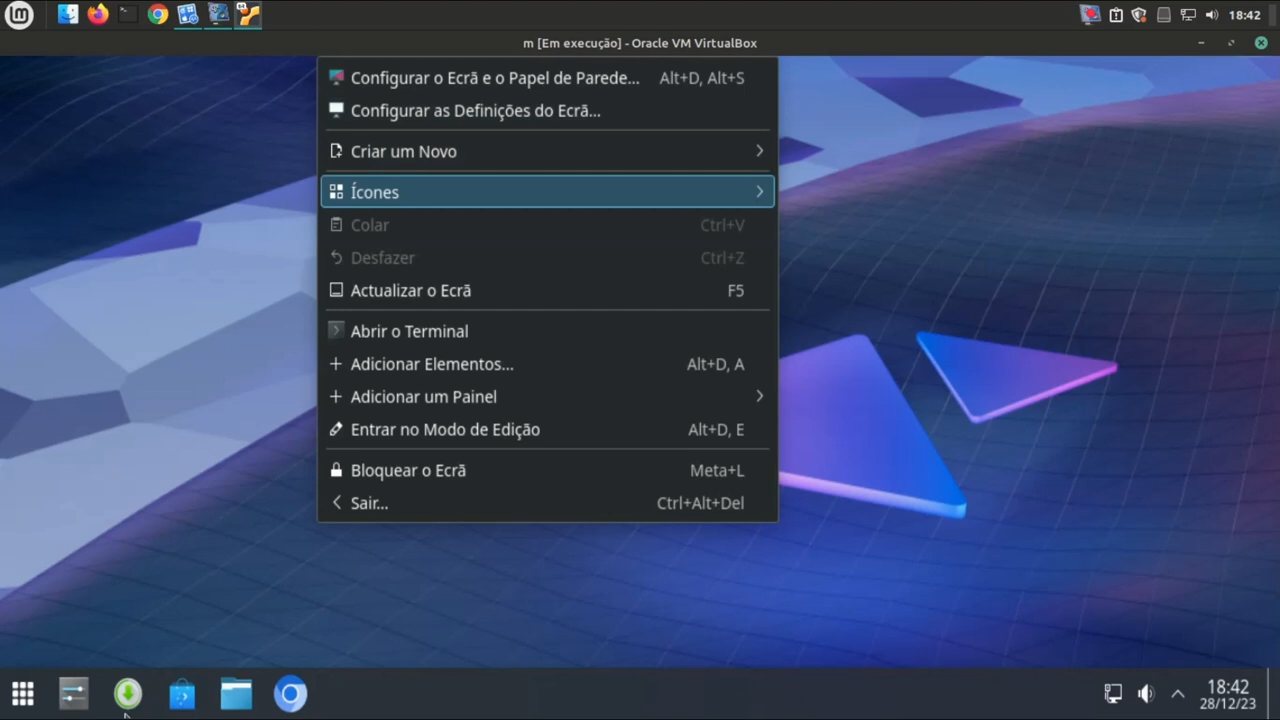 18:42
m [Em execução] - Oracle VM VirtualBox
Configurar o Ecrã e o Papel de Parede... Alt+D, Alt+S
Configurar as Definições do Ecrã...
Criar um Novo
Ícones
Colar Ctrl+V
Desfazer Ctrl+Z
Actualizar o Ecrã F5
Abrir o Terminal
Adicionar Elementos... Alt+D, A
Adicionar um Painel
Entrar no Modo de Edição Alt+D, E
Bloquear o Ecrã Meta+L
Sair... Ctrl+Alt+Del
18:42
28/12/23